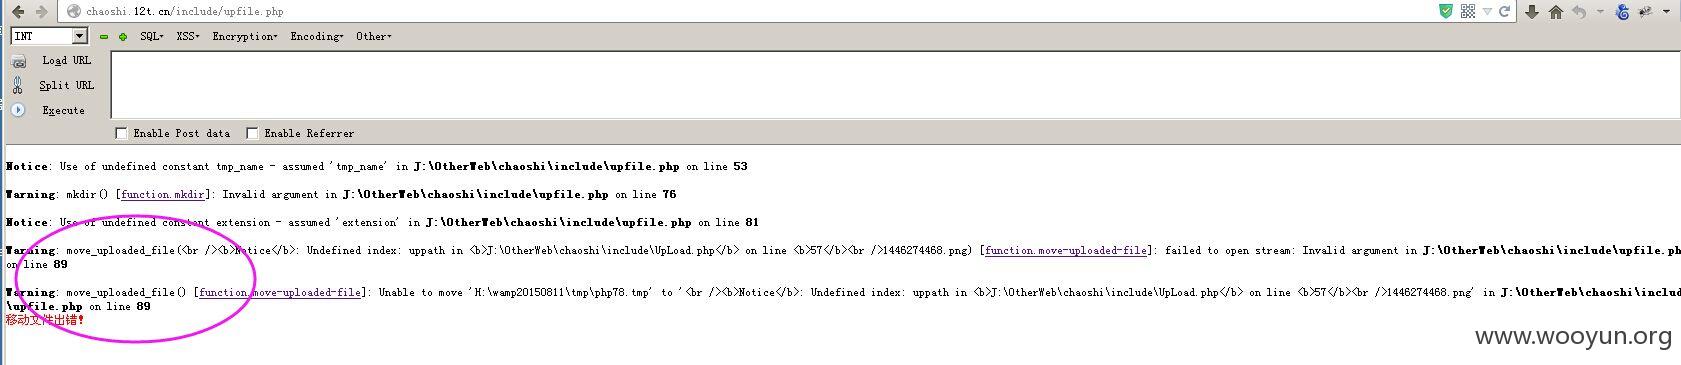 chaoshi.12t.cn/include/upfile.php
INT SQL▾ XSS▾ Encryption▾ Encoding▾ Other▾
Load URL
Split URL
Execute
Enable Post data Enable Referrer
Notice: Use of undefined constant tmp_name - assumed 'tmp_name' in J:\OtherWeb\chaoshi\include\upfile.php on line 53
Warning: mkdir() [function.mkdir]: Invalid argument in J:\OtherWeb\chaoshi\include\upfile.php on line 76
Notice: Use of undefined constant extension - assumed 'extension' in J:\OtherWeb\chaoshi\include\upfile.php on line 81
Warning: move_uploaded_file(<br /><b>Notice</b>: Undefined index: uppath in <b>J:\OtherWeb\chaoshi\include\UpLoad.php</b> on line <b>57</b><br />1446274468.png) [function.move-uploaded-file]: failed to open stream: Invalid argument in J:\OtherWeb\chaoshi\include\upfile.ph
on line 89
Warning: move_uploaded_file() [function.move-uploaded-file]: Unable to move 'H:\wamp20150811\tmp\php78.tmp' to '<br /><b>Notice</b>: Undefined index: uppath in <b>J:\OtherWeb\chaoshi\include\UpLoad.php</b> on line <b>57</b><br />1446274468.png' in J:\OtherWeb\chaoshi\includ
\upfile.php on line 89
移动文件出错!
www.wooyun.org